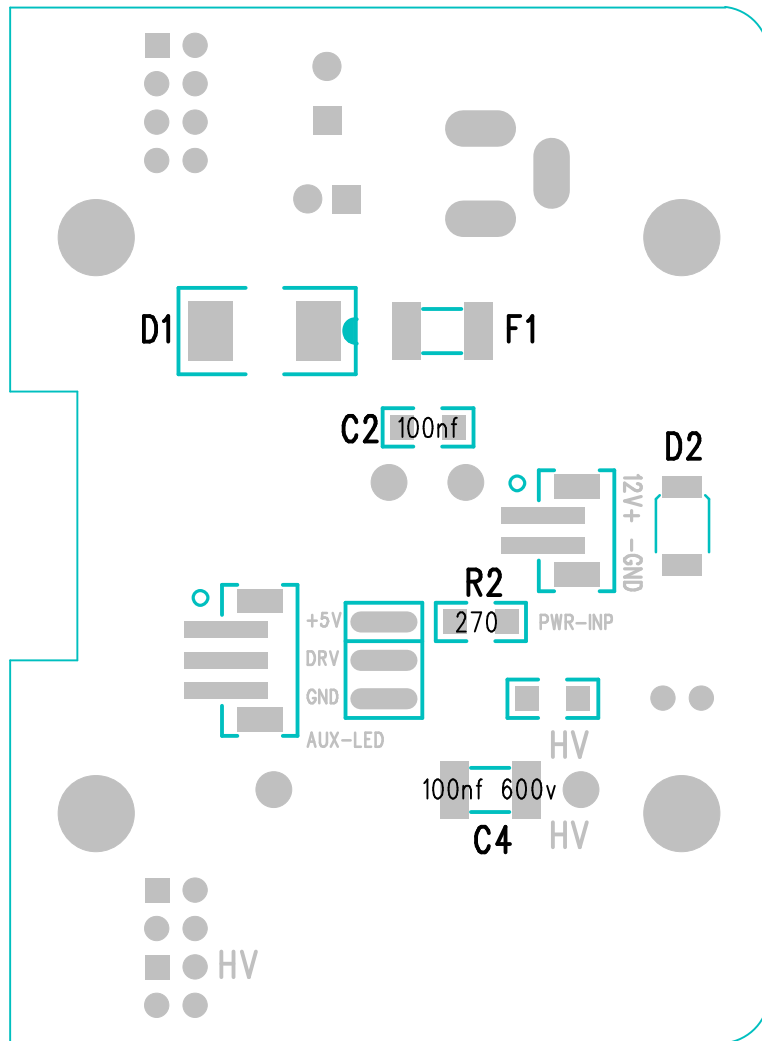 D1
F1
C2
100nf
D2
12V+ -GND
R2
+5V
270
PWR-INP
DRV
GND
AUX-LED
HV
100nf 600v
C4
HV
HV